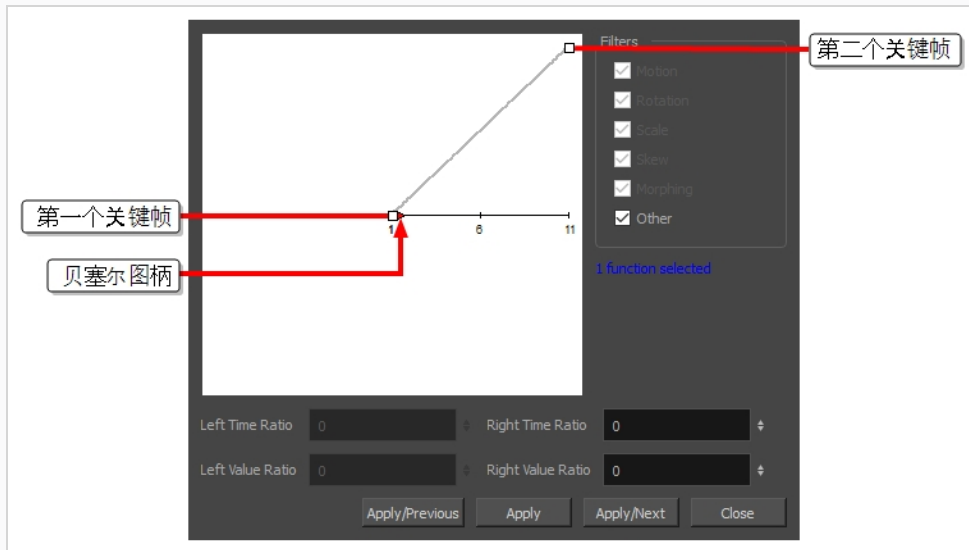 Filters
第二个关键帧
Motion
Rotation
Scale
Skew
Morphing
Other
第一个关键帧
1 6 11
贝塞尔图柄
1 function selected
Left Time Ratio 0 Right Time Ratio 0
Left Value Ratio 0 Right Value Ratio 0
Apply/Previous Apply Apply/Next Close